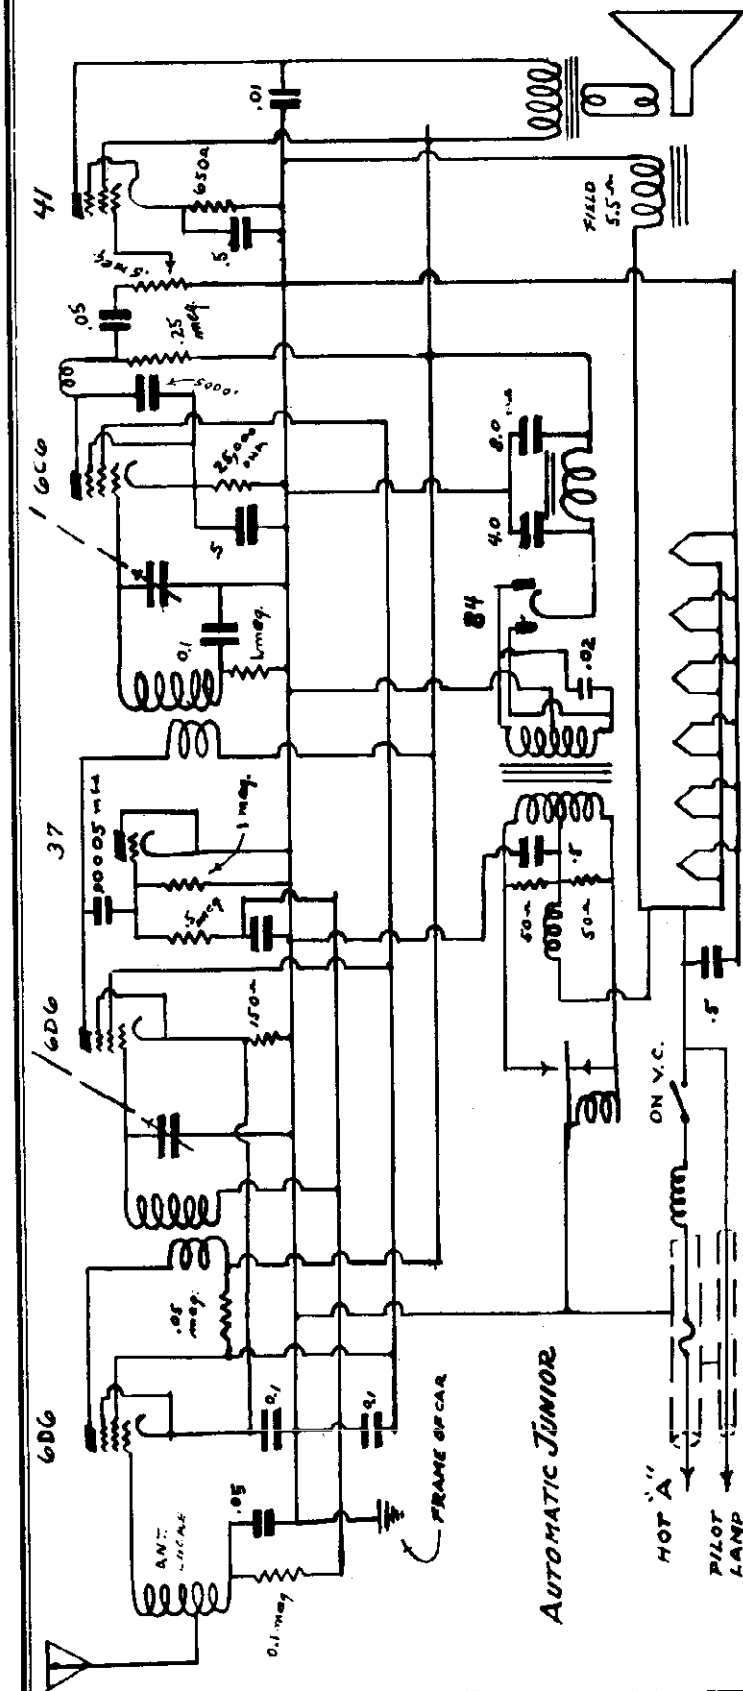 6D6
6D6
37
6C6
41
ANT.
.05
0.1 meg
0.1
0.1
.05
meg.
FRAME OF CAR
150Ω
.5
meg
1 meg.
0.1
1 meg.
.5
25,000
.0005
.05
.25
meg.
.5 meg.
.5
650Ω
.01
AUTOMATIC JUNIOR
50Ω
50Ω
.5
.02
84
4.0
8.0
FIELD
5.5Ω
HOT "A"
PILOT
LAMP
ON V.C.
.5